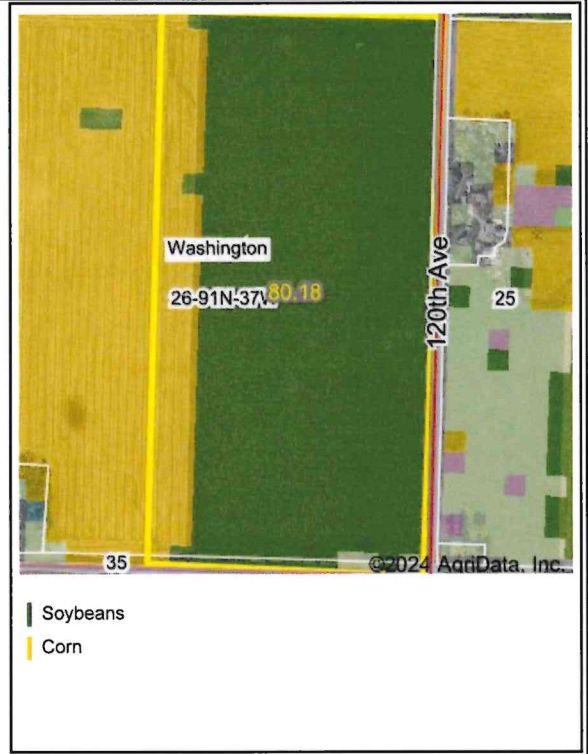 Washington
26-91N-37W
80.18
120th Ave
25
35
©2024 AgriData, Inc.
Soybeans
Corn